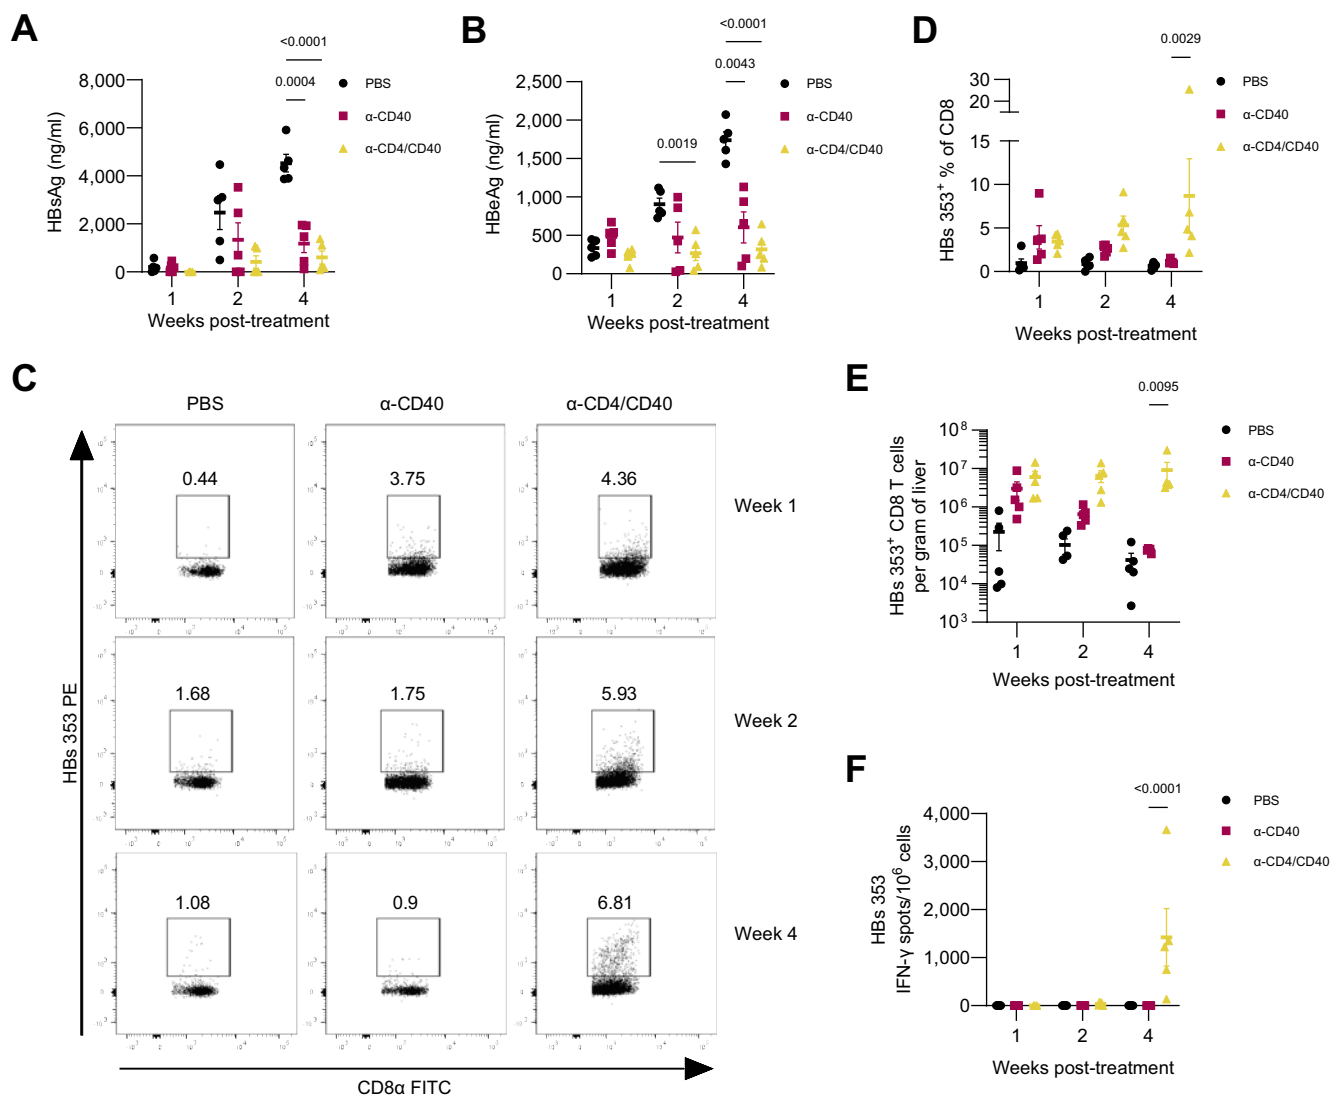 A
8,000
6,000
4,000
2,000
0
HBsAg (ng/ml)
<0.0001
0.0004
PBS
α-CD40
α-CD4/CD40
1 2 4
Weeks post-treatment
B
2,500
2,000
1,500
1,000
500
0
HBeAg (ng/ml)
0.0019
<0.0001
0.0043
PBS
α-CD40
α-CD4/CD40
1 2 4
Weeks post-treatment
D
30
20
15
10
5
0
HBs 353+ % of CD8
0.0029
PBS
α-CD40
α-CD4/CD40
1 2 4
Weeks post-treatment
C
PBS α-CD40 α-CD4/CD40
0.44 3.75 4.36
Week 1
1.68 1.75 5.93
Week 2
1.08 0.9 6.81
Week 4
HBs 353 PE
CD8α FITC
E
10^8
10^7
10^6
10^5
10^4
10^3
HBs 353+ CD8 T cells
per gram of liver
0.0095
PBS
α-CD40
α-CD4/CD40
1 2 4
Weeks post-treatment
F
4,000
3,000
2,000
1,000
0
HBs 353
IFN-γ spots/10^6 cells
<0.0001
PBS
α-CD40
α-CD4/CD40
1 2 4
Weeks post-treatment